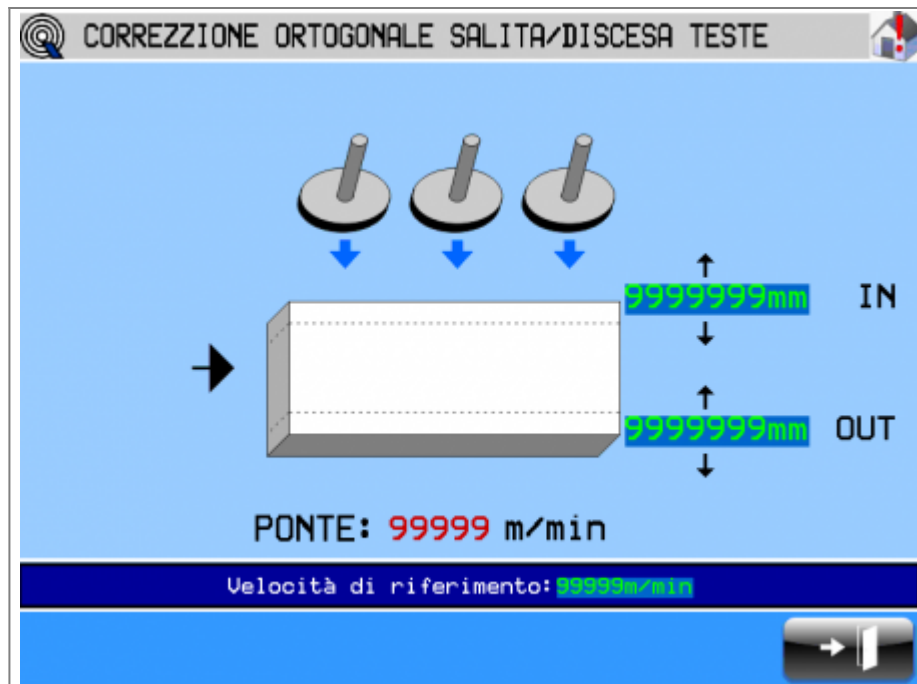 CORREZZIONE ORTOGONALE SALITA/DISCESA TESTE
9999999mm IN
9999999mm OUT
PONTE: 99999 m/min
Velocità di riferimento:99999m/min